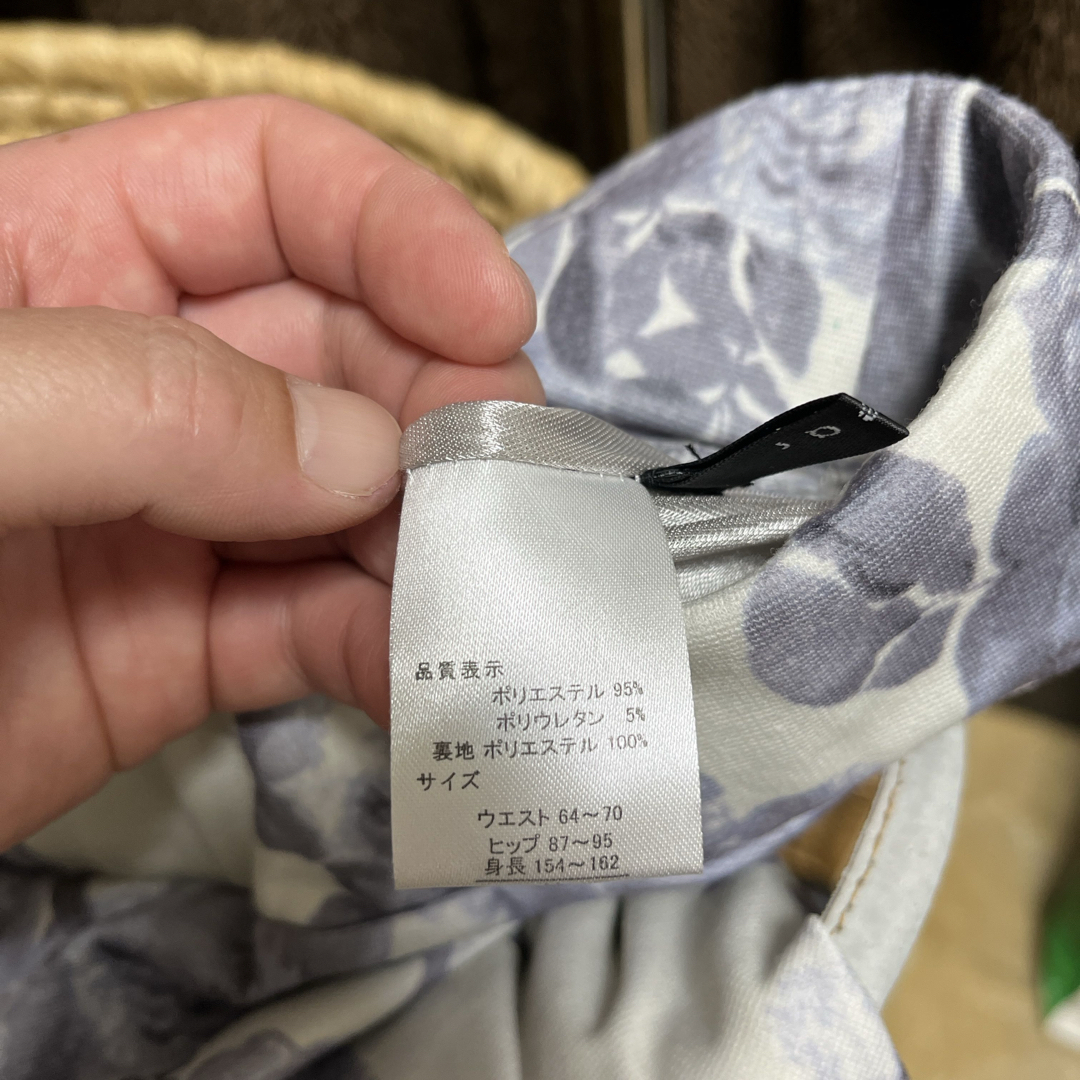 品質表示
ポリエステル 95%
ポリウレタン 5%
裏地 ポリエステル 100%
サイズ
ウエスト 64～70
ヒップ 87～95
身長 154～162